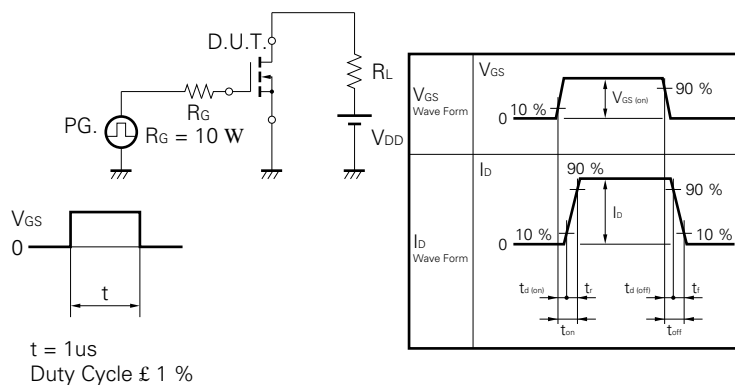 D.U.T.
RL
RG
PG.
RG = 10 W
VDD
VGS
0
t
t = 1us
Duty Cycle £ 1 %
VGS
Wave Form
VGS
10 %
0
VGS (on)
90 %
ID
Wave Form
ID
90 %
90 %
10 %
0
ID
10 %
td (on)
tr
td (off)
tf
ton
toff